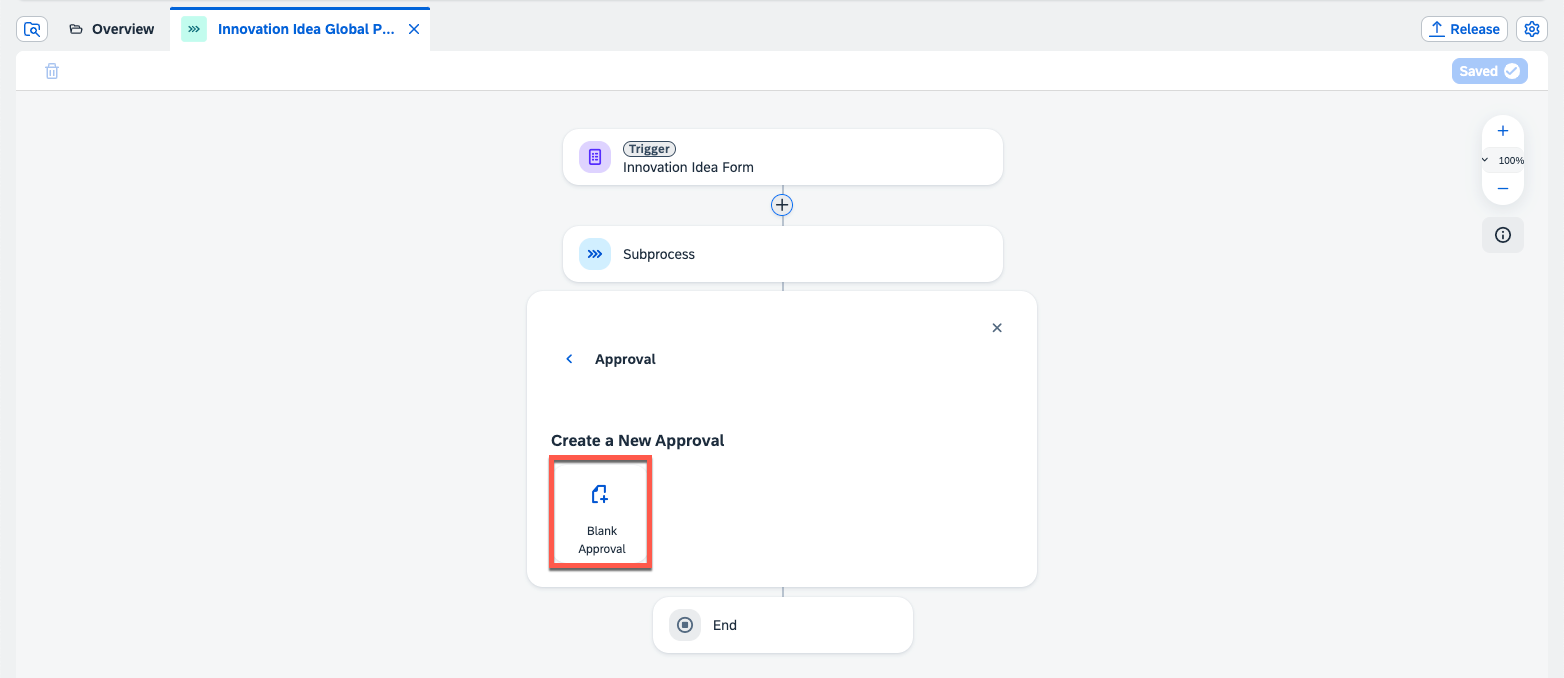 Overview
Innovation Idea Global P...
Release
Saved
Trigger
Innovation Idea Form
100%
Subprocess
Approval
Create a New Approval
Blank
Approval
End